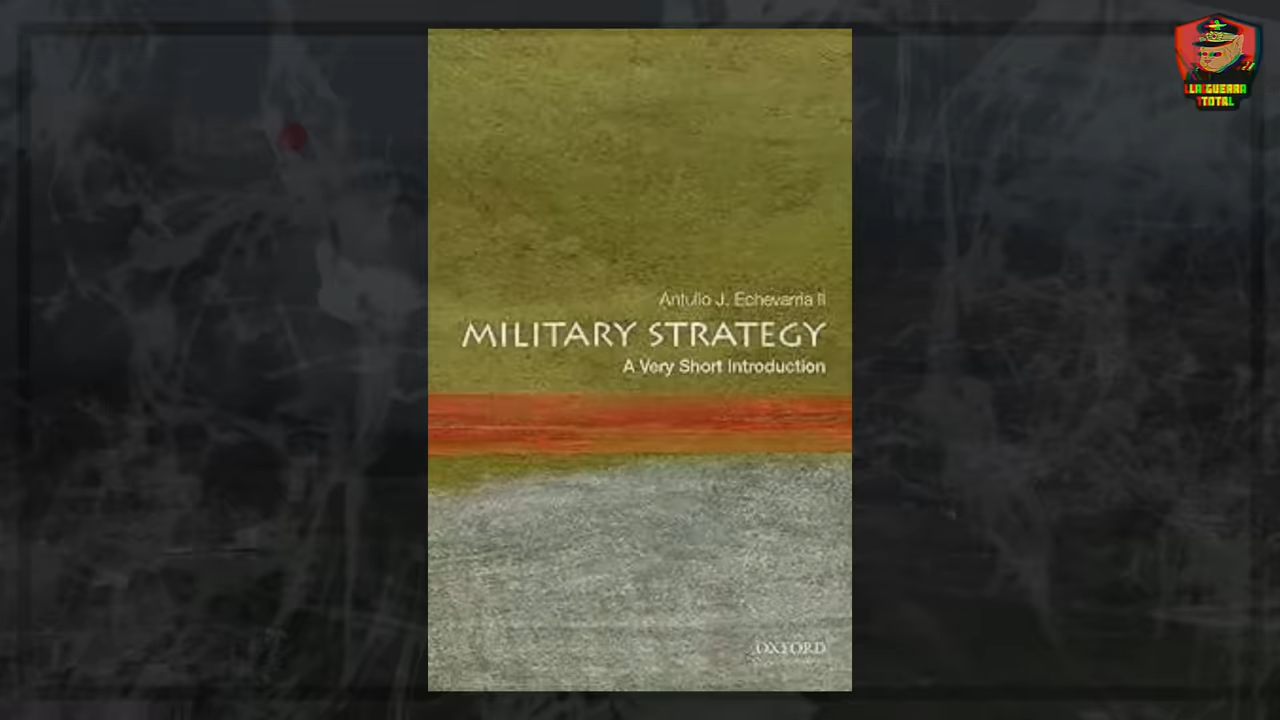 LA GUERRA
TOTAL
Antulio J. Echevarria II
MILITARY STRATEGY
A Very Short Introduction
OXFORD